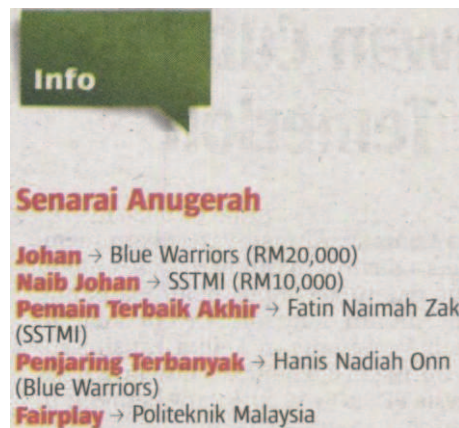 Info
Senarai Anugerah
Johan → Blue Warriors (RM20,000)
Naib Johan → SSTMI (RM10,000)
Pemain Terbaik Akhir → Fatin Naimah Zak
(SSTMI)
Penjaring Terbanyak → Hanis Nadiah Onn
(Blue Warriors)
Fairplay → Politeknik Malaysia